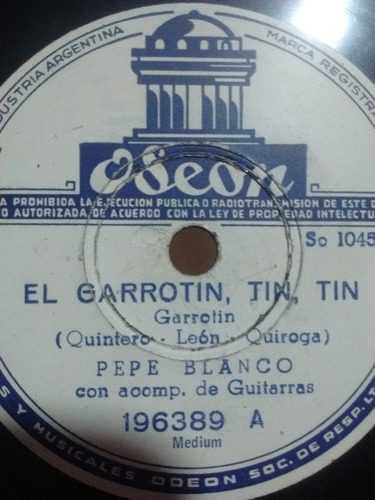 INDUSTRIA ARGENTINA
MARCA REGISTRADA
Odeon
PROHIBIDA LA EJECUCION PUBLICA O RADIOTRANSMISION DE ESTE
O AUTORIZADA DE ACUERDO CON LA LEY DE PROPIEDAD INTELECTUAL
So 1045
EL GARROTIN, TIN, TIN
Garrotin
(Quintero - León - Quiroga)
PEPE BLANCO
con acomp. de Guitarras
196389 A
Medium
S Y MUSICALES ODEON SOC. DE RESP. LT